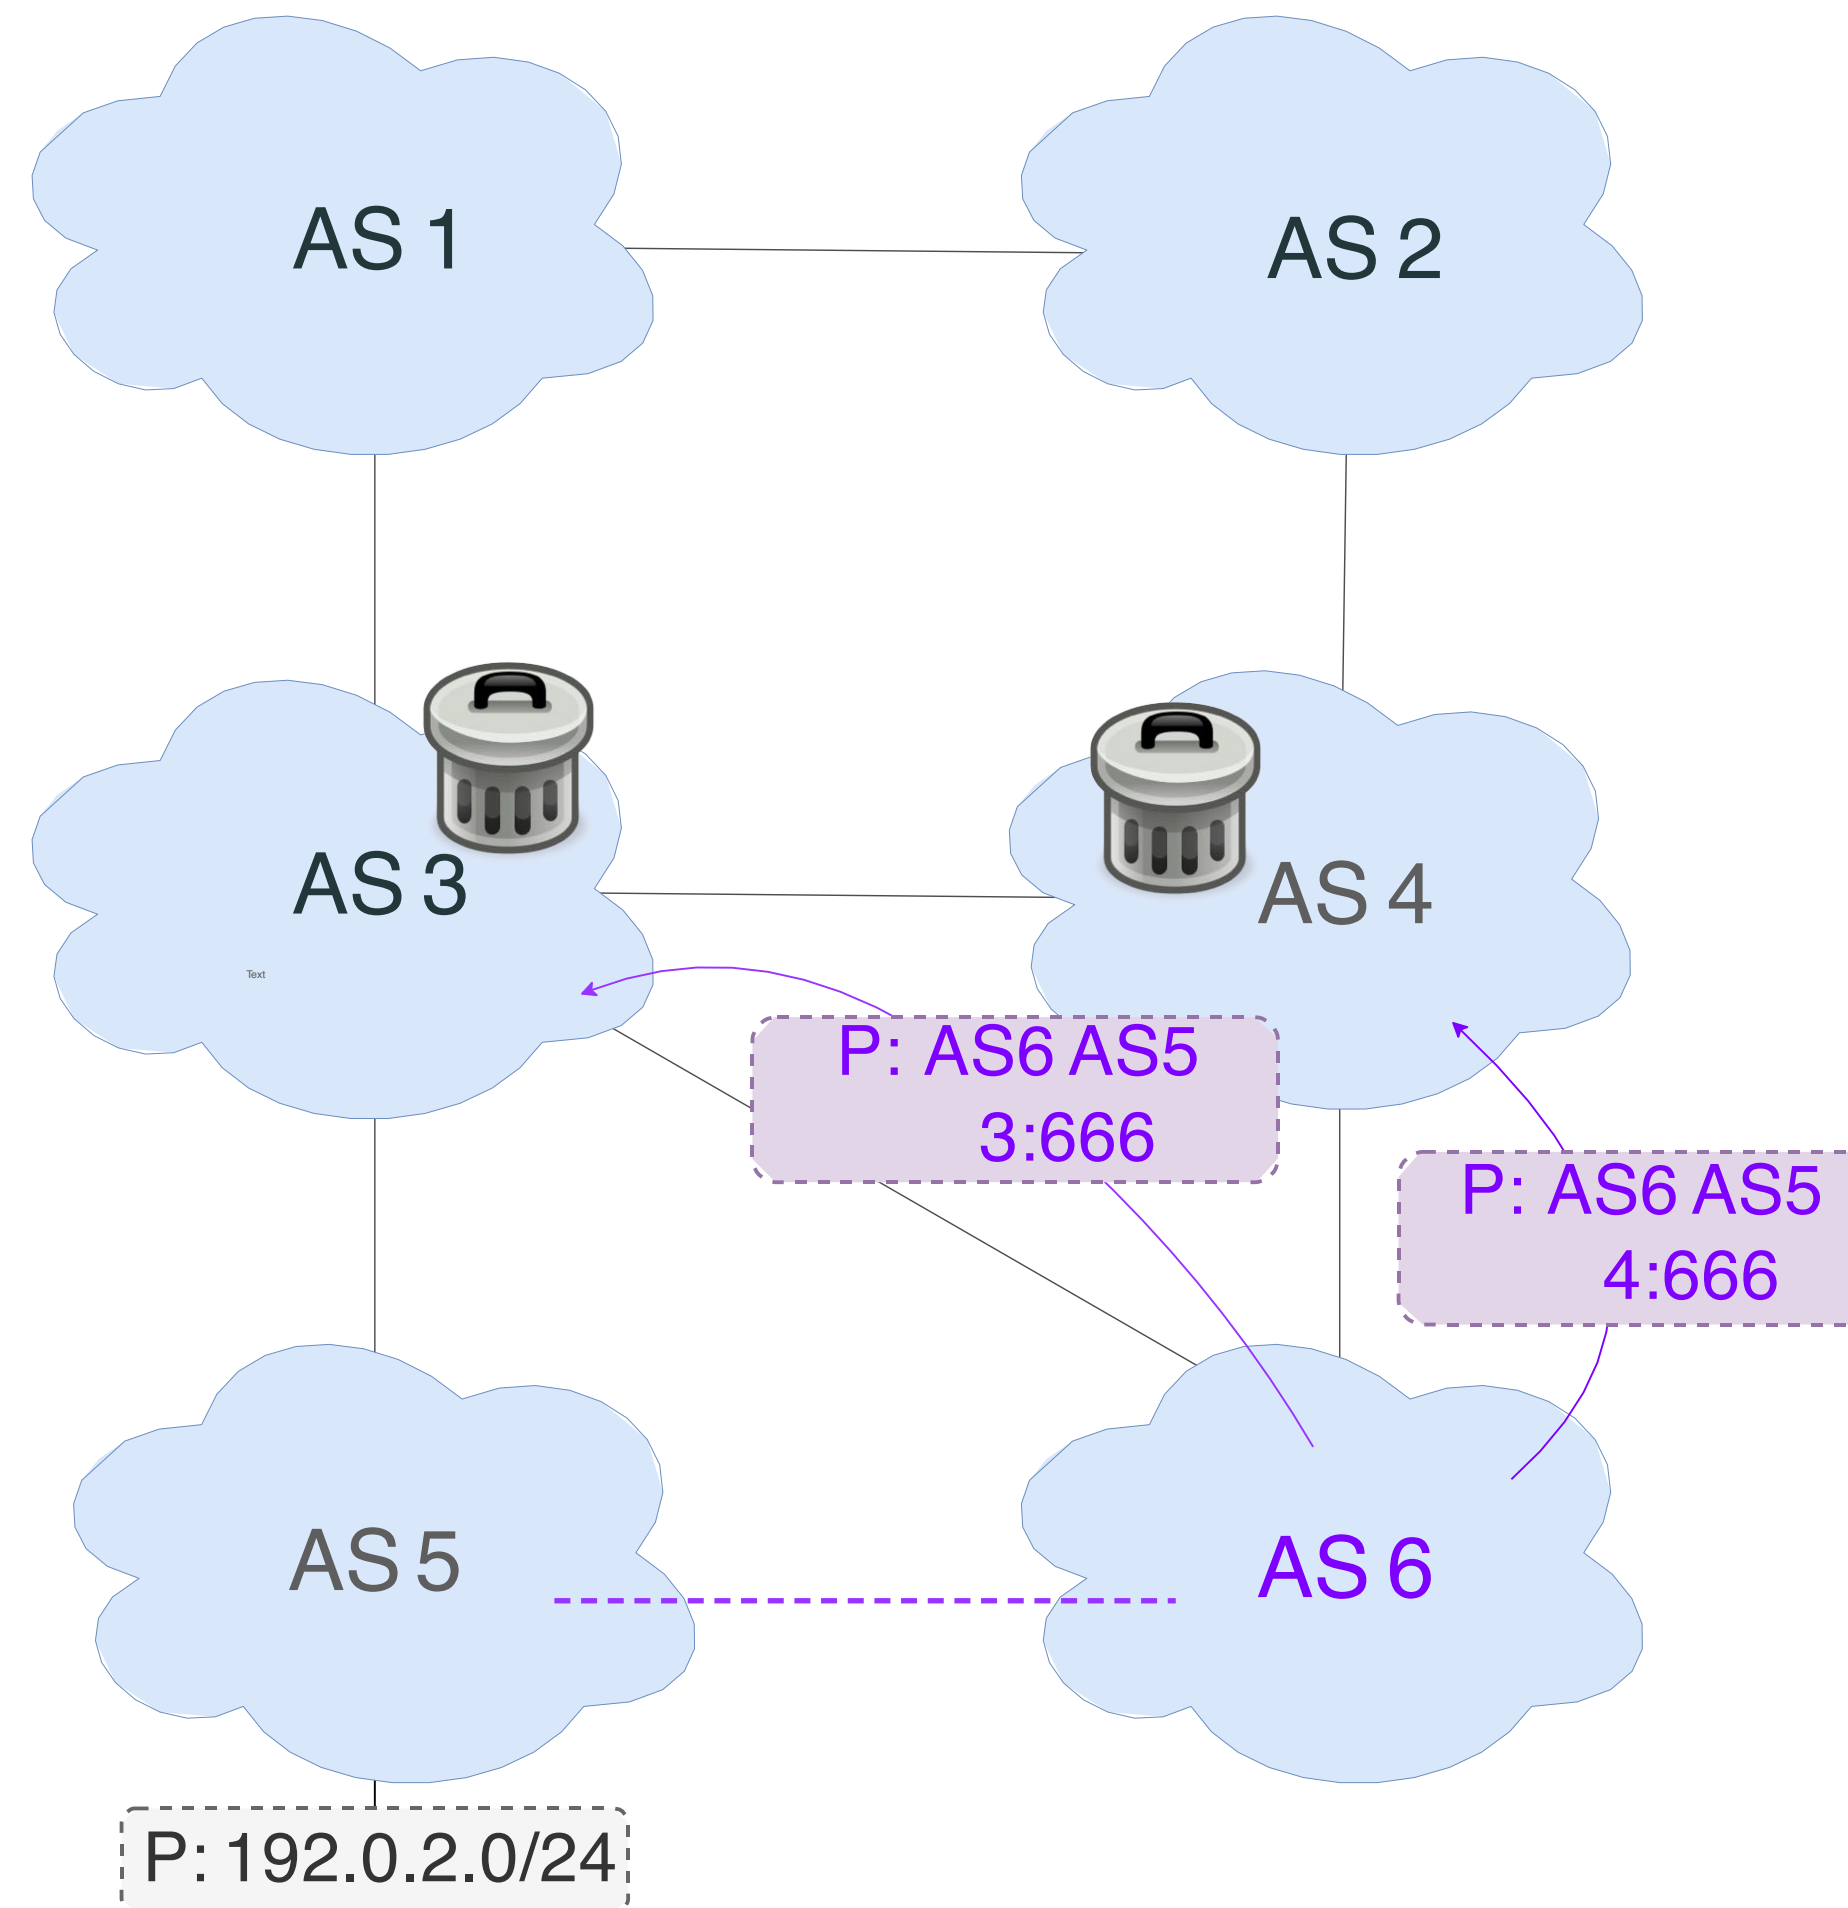 AS 1
AS 2
AS 3
AS 4
Text
P: AS6 AS5
3:666
P: AS6 AS5
4:666
AS 5
AS 6
P: 192.0.2.0/24